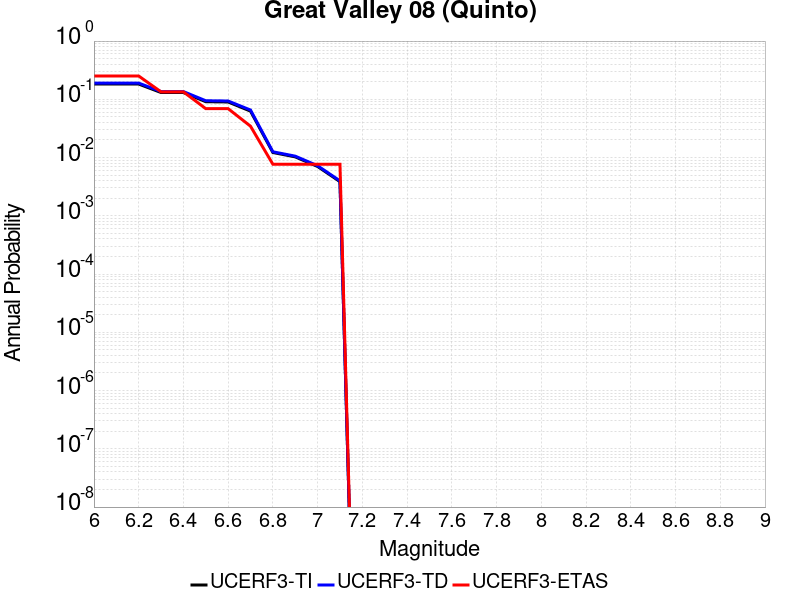 Great Valley 08 (Quinto)
10^0
10^-1
10^-2
10^-3
10^-4
10^-5
10^-6
10^-7
10^-8
Annual Probability
6 6.2 6.4 6.6 6.8 7 7.2 7.4 7.6 7.8 8 8.2 8.4 8.6 8.8 9
Magnitude
UCERF3-TI UCERF3-TD UCERF3-ETAS